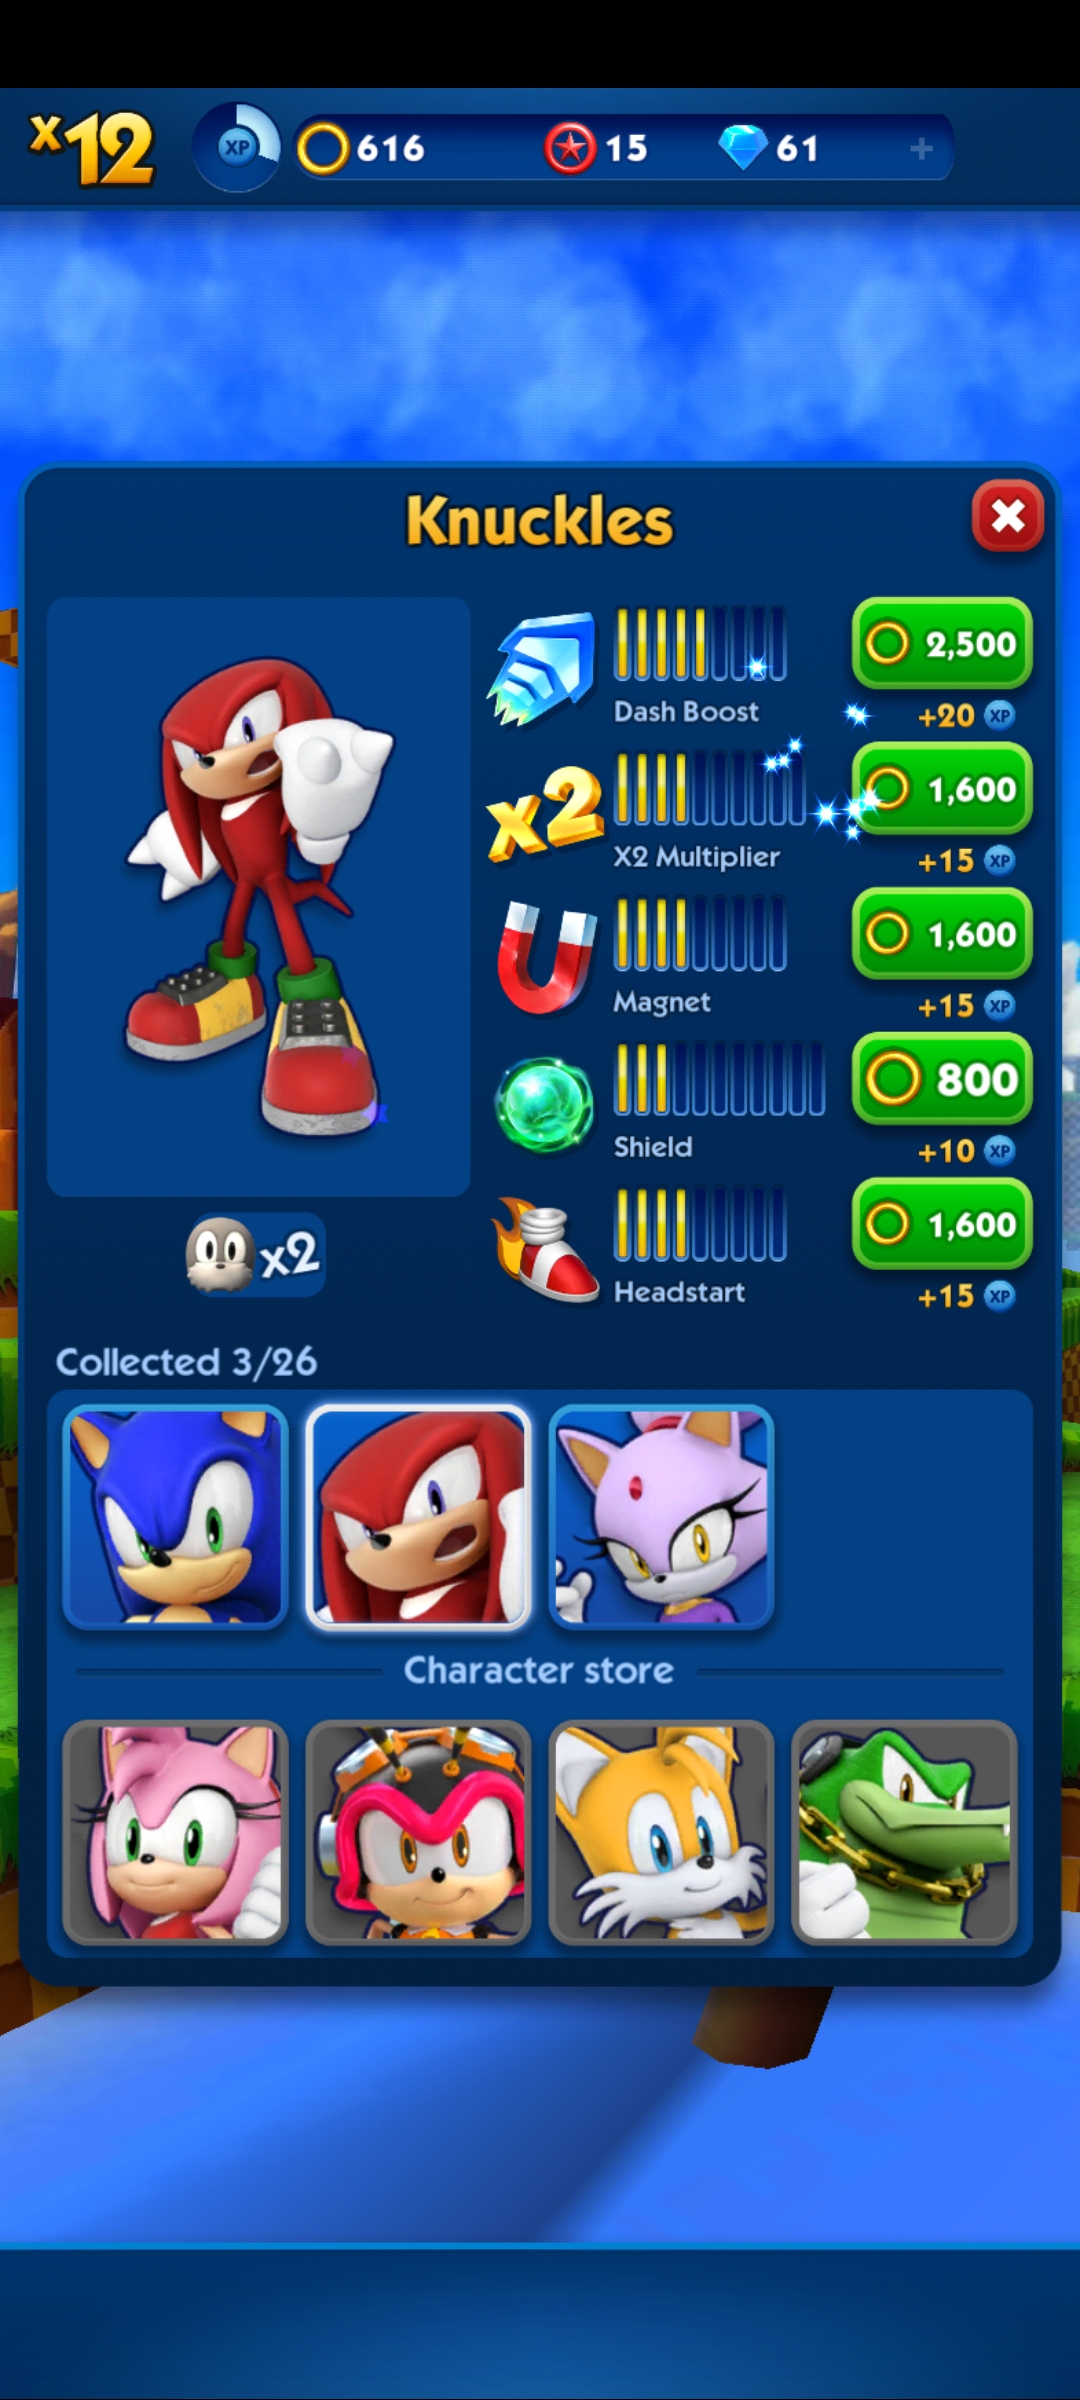 x12 XP 616 15 61 +
Knuckles
2,500
Dash Boost +20 XP
x2 1,600
X2 Multiplier +15 XP
1,600
Magnet +15 XP
800
Shield +10 XP
1,600
Headstart +15 XP
x2
Collected 3/26
Character store